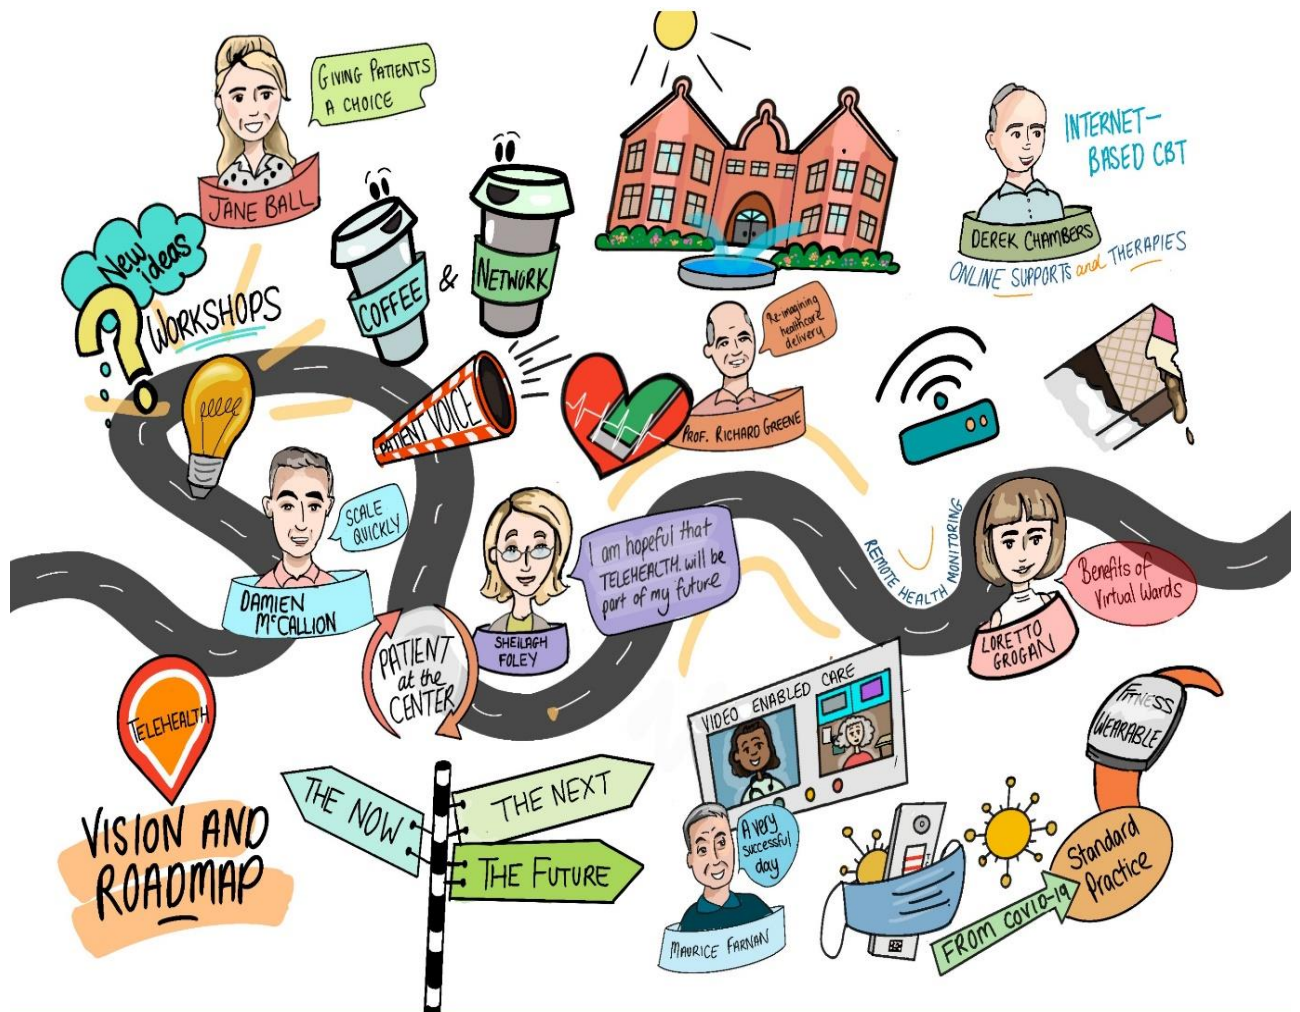 GIVING PATIENTS
A CHOICE
JANE BALL
New
ideas
WORKSHOPS
COFFEE
&
NETWORK
INTERNET-
BASED CBT
DEREK CHAMBERS
ONLINE SUPPORTS and THERAPIES
Re-imagining
healthcare
delivery
PROF. RICHARD GREENE
PATIENT VOICE
SCALE
QUICKLY
DAMIEN
McCALLION
I am hopeful that
TELEHEALTH will be
part of my future
SHEILAGH
FOLEY
PATIENT
at the
CENTER
REMOTE HEALTH MONITORING
Benefits of
Virtual Wards
LORETTO
GROGAN
TELEHEALTH
VISION AND
ROADMAP
THE NOW
THE NEXT
THE FUTURE
VIDEO ENABLED CARE
A very
successful
day
MAURICE FARNAN
FITNESS
WEARABLE
FROM COVID-19
Standard
Practice